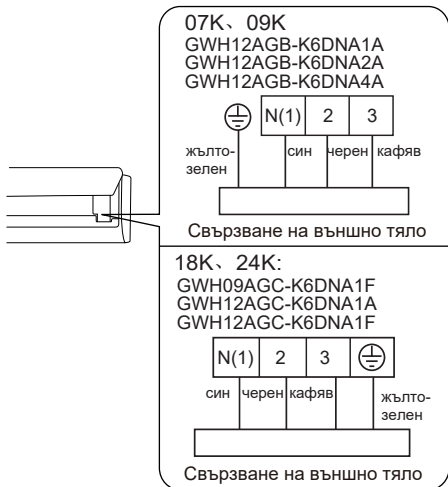 07K、09K
GWH12AGB-K6DNA1A
GWH12AGB-K6DNA2A
GWH12AGB-K6DNA4A
N(1) 2 3
жълто-
зелен
син черен кафяв
Свързване на външно тяло
18K、24K:
GWH09AGC-K6DNA1F
GWH12AGC-K6DNA1A
GWH12AGC-K6DNA1F
N(1) 2 3
син черен кафяв
жълто-
зелен
Свързване на външно тяло